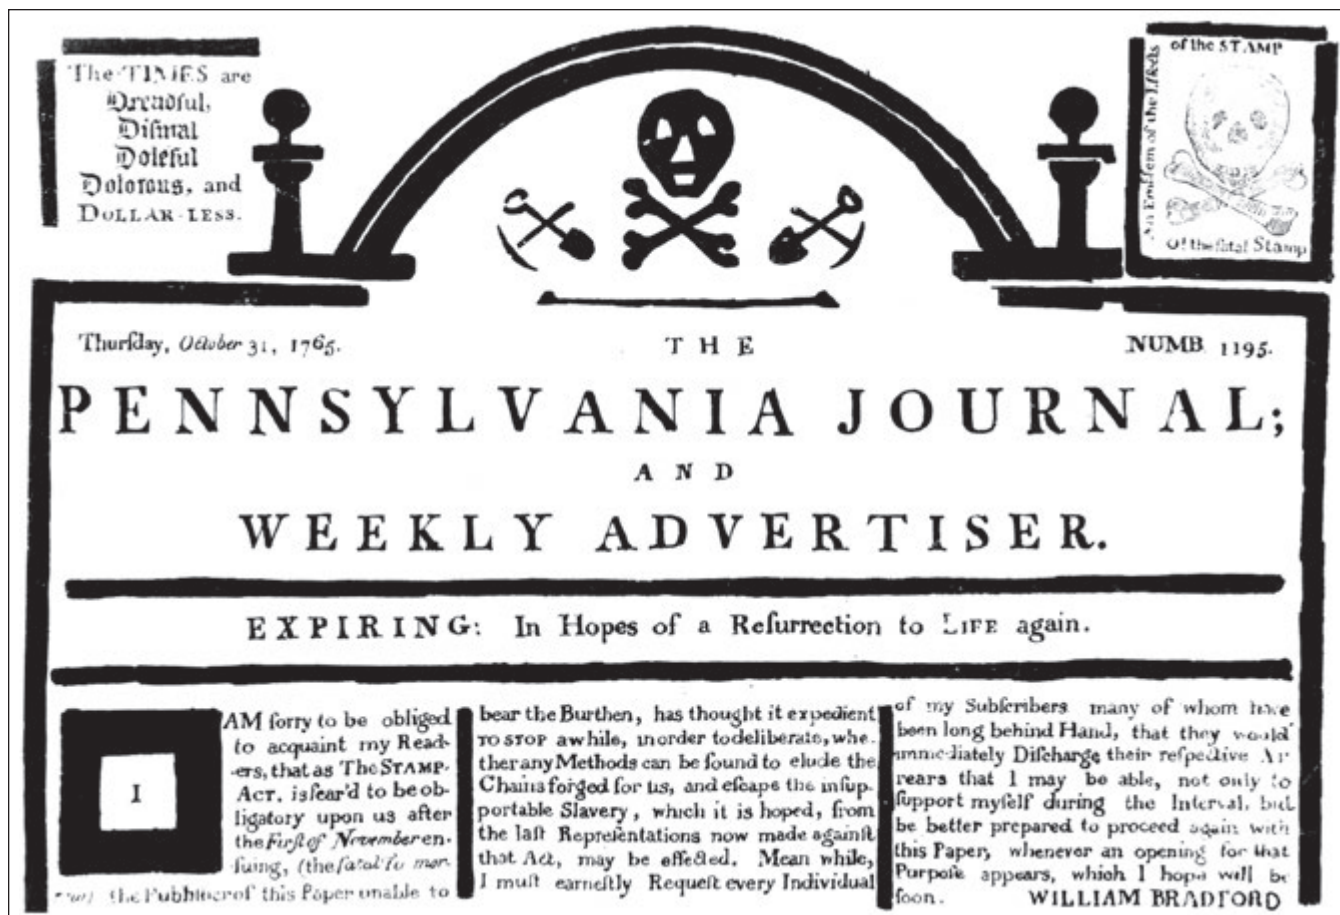 The TIMES are
Dreadful,
Diſmal
Doleful
Dolorous, and
DOLLAR-LESS.
of the STAMP
An Emblem of the Effects
Of the fatal Stamp
Thurſday, October 31, 1765.
THE
NUMB. 1195.
PENNSYLVANIA JOURNAL;
AND
WEEKLY ADVERTISER.
EXPIRING: In Hopes of a Reſurrection to LIFE again.
I
AM ſorry to be obliged
to acquaint my Read-
ers, that as The STAMP-
ACT, is fear'd to be ob-
ligatory upon us after
the Firſt of November en-
ſuing, (the fatal To mor-
row) the Publiſher of this Paper unable to
bear the Burthen, has thought it expedient
TO STOP awhile, in order to deliberate, whe-
ther any Methods can be found to elude the
Chains forged for us, and eſcape the inſup-
portable Slavery, which it is hoped, from
the laſt Repreſentations now made againſt
that Act, may be effected. Mean while,
I muſt earneſtly Requeſt every Individual
of my Subſcribers many of whom have
been long behind Hand, that they would
immediately Diſcharge their reſpective Ar
rears that I may be able, not only to
ſupport myſelf during the Interval, but
be better prepared to proceed again with
this Paper, whenever an opening for that
Purpoſe appears, which I hope will be
ſoon. WILLIAM BRADFORD